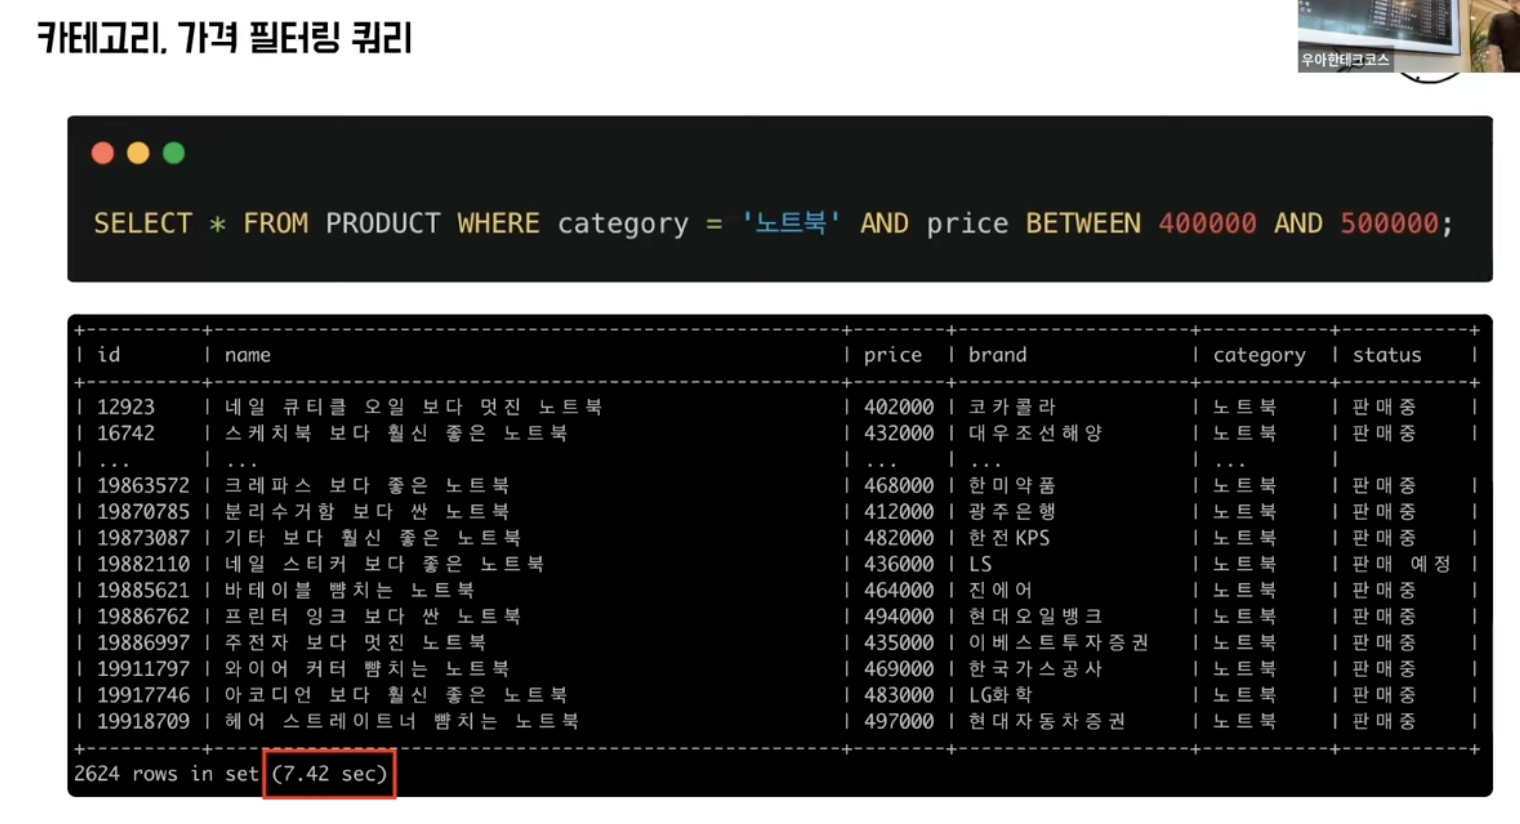 카테고리, 가격 필터링 쿼리
우아한테크코스
SELECT * FROM PRODUCT WHERE category = '노트북' AND price BETWEEN 400000 AND 500000;
+----------+------------------------------------------------------+--------+--------------------+-----------+-----------+
| id | name | price | brand | category | status |
+----------+------------------------------------------------------+--------+--------------------+-----------+-----------+
| 12923 | 네일 큐티클 오일 보다 멋진 노트북 | 402000 | 코카콜라 | 노트북 | 판매중 |
| 16742 | 스케치북 보다 훨신 좋은 노트북 | 432000 | 대우조선해양 | 노트북 | 판매중 |
| ... | ... | ... | ... | ... |
| 19863572 | 크레파스 보다 좋은 노트북 | 468000 | 한미약품 | 노트북 | 판매중 |
| 19870785 | 분리수거함 보다 싼 노트북 | 412000 | 광주은행 | 노트북 | 판매중 |
| 19873087 | 기타 보다 훨신 좋은 노트북 | 482000 | 한전KPS | 노트북 | 판매중 |
| 19882110 | 네일 스티커 보다 좋은 노트북 | 436000 | LS | 노트북 | 판매 예정 |
| 19885621 | 바테이블 뺨치는 노트북 | 464000 | 진에어 | 노트북 | 판매중 |
| 19886762 | 프린터 잉크 보다 싼 노트북 | 494000 | 현대오일뱅크 | 노트북 | 판매중 |
| 19886997 | 주전자 보다 멋진 노트북 | 435000 | 이베스트투자증권 | 노트북 | 판매중 |
| 19911797 | 와이어 커터 뺨치는 노트북 | 469000 | 한국가스공사 | 노트북 | 판매중 |
| 19917746 | 아코디언 보다 훨신 좋은 노트북 | 483000 | LG화학 | 노트북 | 판매중 |
| 19918709 | 헤어 스트레이트너 뺨치는 노트북 | 497000 | 현대자동차증권 | 노트북 | 판매중 |
+----------+------------------------------------------------------+--------+--------------------+-----------+-----------+
2624 rows in set (7.42 sec)